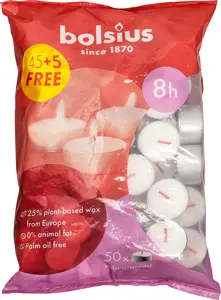 bolsius
since 1870
45+5
FREE
8h
25% plant-based wax
from Europe
0% animal fat
Palm oil free
50x